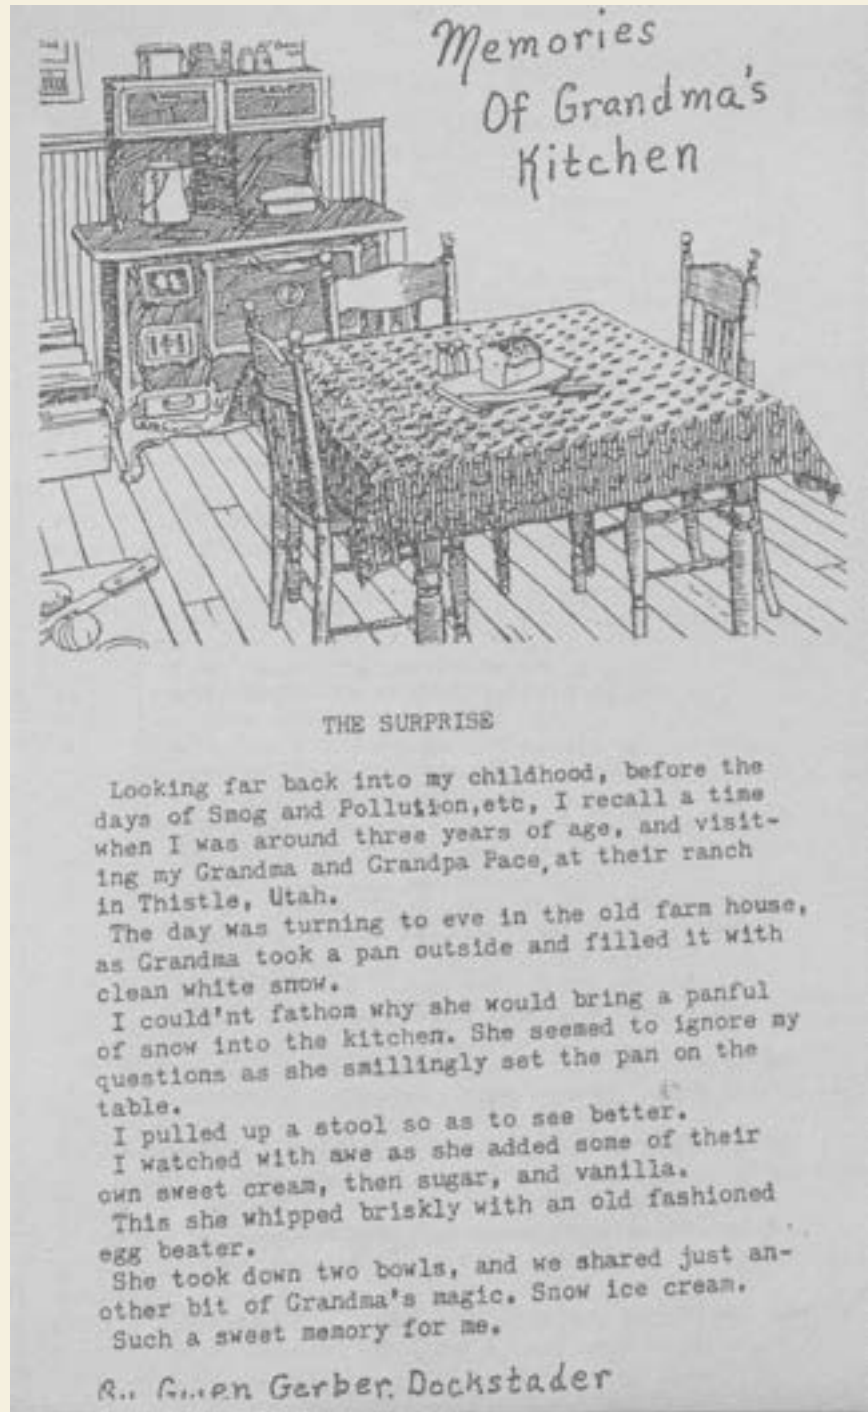 Memories
Of Grandma's
Kitchen
THE SURPRISE
Looking far back into my childhood, before the
days of Smog and Pollution,etc, I recall a time
when I was around three years of age, and visit-
ing my Grandma and Grandpa Pace, at their ranch
in Thistle, Utah.
The day was turning to eve in the old farm house,
as Grandma took a pan outside and filled it with
clean white snow.
I could'nt fathom why she would bring a panful
of snow into the kitchen. She seemed to ignore my
questions as she smillingly set the pan on the
table.
I pulled up a stool so as to see better.
I watched with awe as she added some of their
own sweet cream, then sugar, and vanilla.
This she whipped briskly with an old fashioned
egg beater.
She took down two bowls, and we shared just an-
other bit of Grandma's magic. Snow ice cream.
Such a sweet memory for me.
Gerber Dockstader